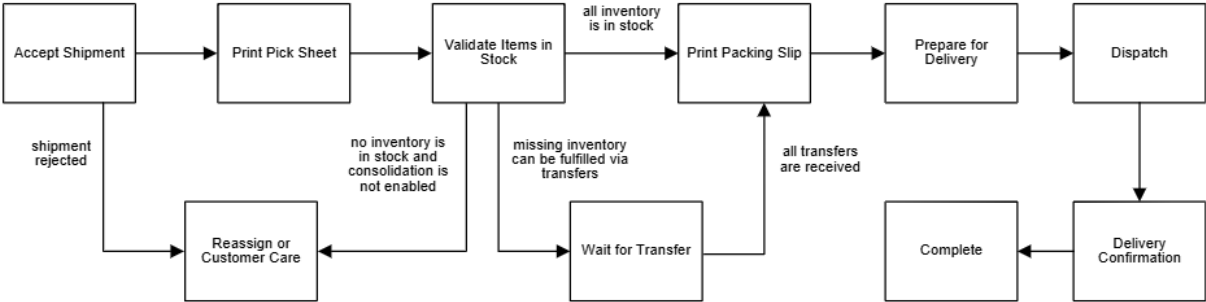 all inventory
is in stock
Accept Shipment
Print Pick Sheet
Validate Items in
Stock
Print Packing Slip
Prepare for
Delivery
Dispatch
shipment
rejected
no inventory is
in stock and
consolidation is
not enabled
missing inventory
can be fulfilled via
transfers
all transfers
are received
Reassign or
Customer Care
Wait for Transfer
Complete
Delivery
Confirmation